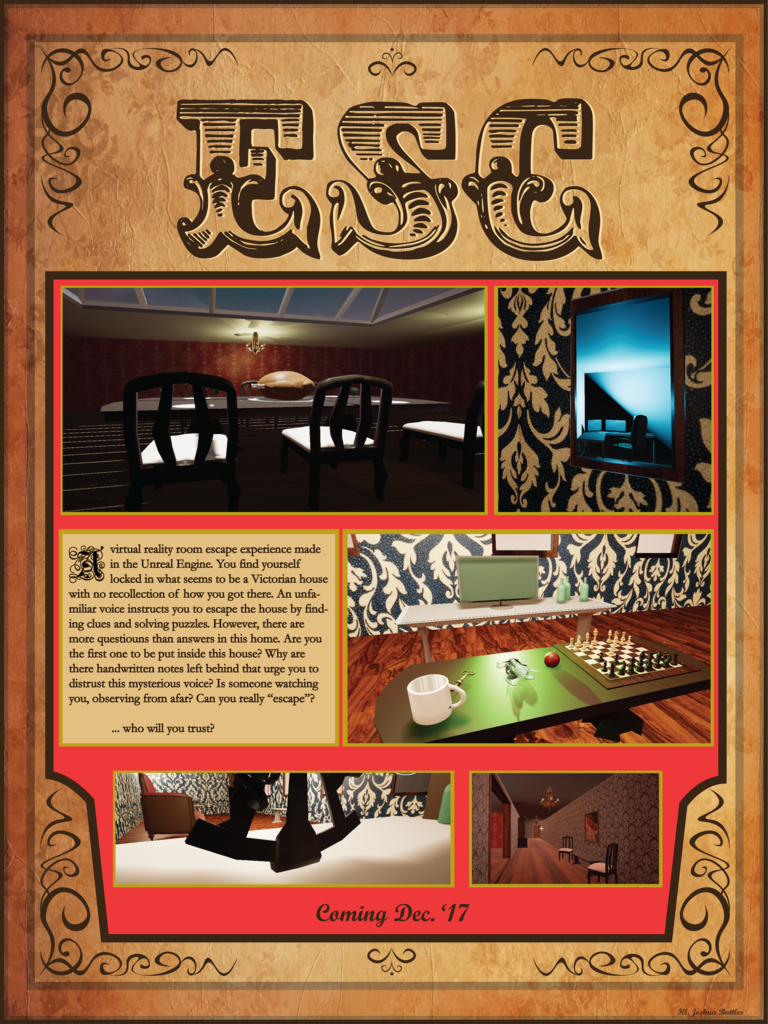 ESC
A virtual reality room escape experience made
in the Unreal Engine. You find yourself
locked in what seems to be a Victorian house
with no recollection of how you got there. An unfa-
miliar voice instructs you to escape the house by find-
ing clues and solving puzzles. However, there are
more questiouns than answers in this home. Are you
the first one to be put inside this house? Why are
there handwritten notes left behind that urge you to
distrust this mysterious voice? Is someone watching
you, observing from afar? Can you really “escape”?
... who will you trust?
Coming Dec. ‘17
Ill. Joshua Battles